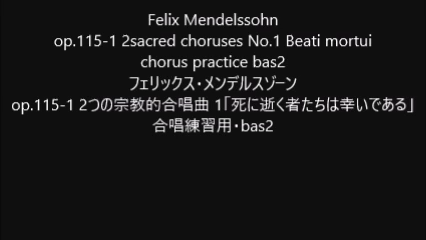 Felix Mendelssohn
op.115-1 2sacred choruses No.1 Beati mortui
chorus practice bas2
フェリックス・メンデルスゾーン
op.115-1 2つの宗教的合唱曲 1「死に逝く者たちは幸いである」
合唱練習用・bas2